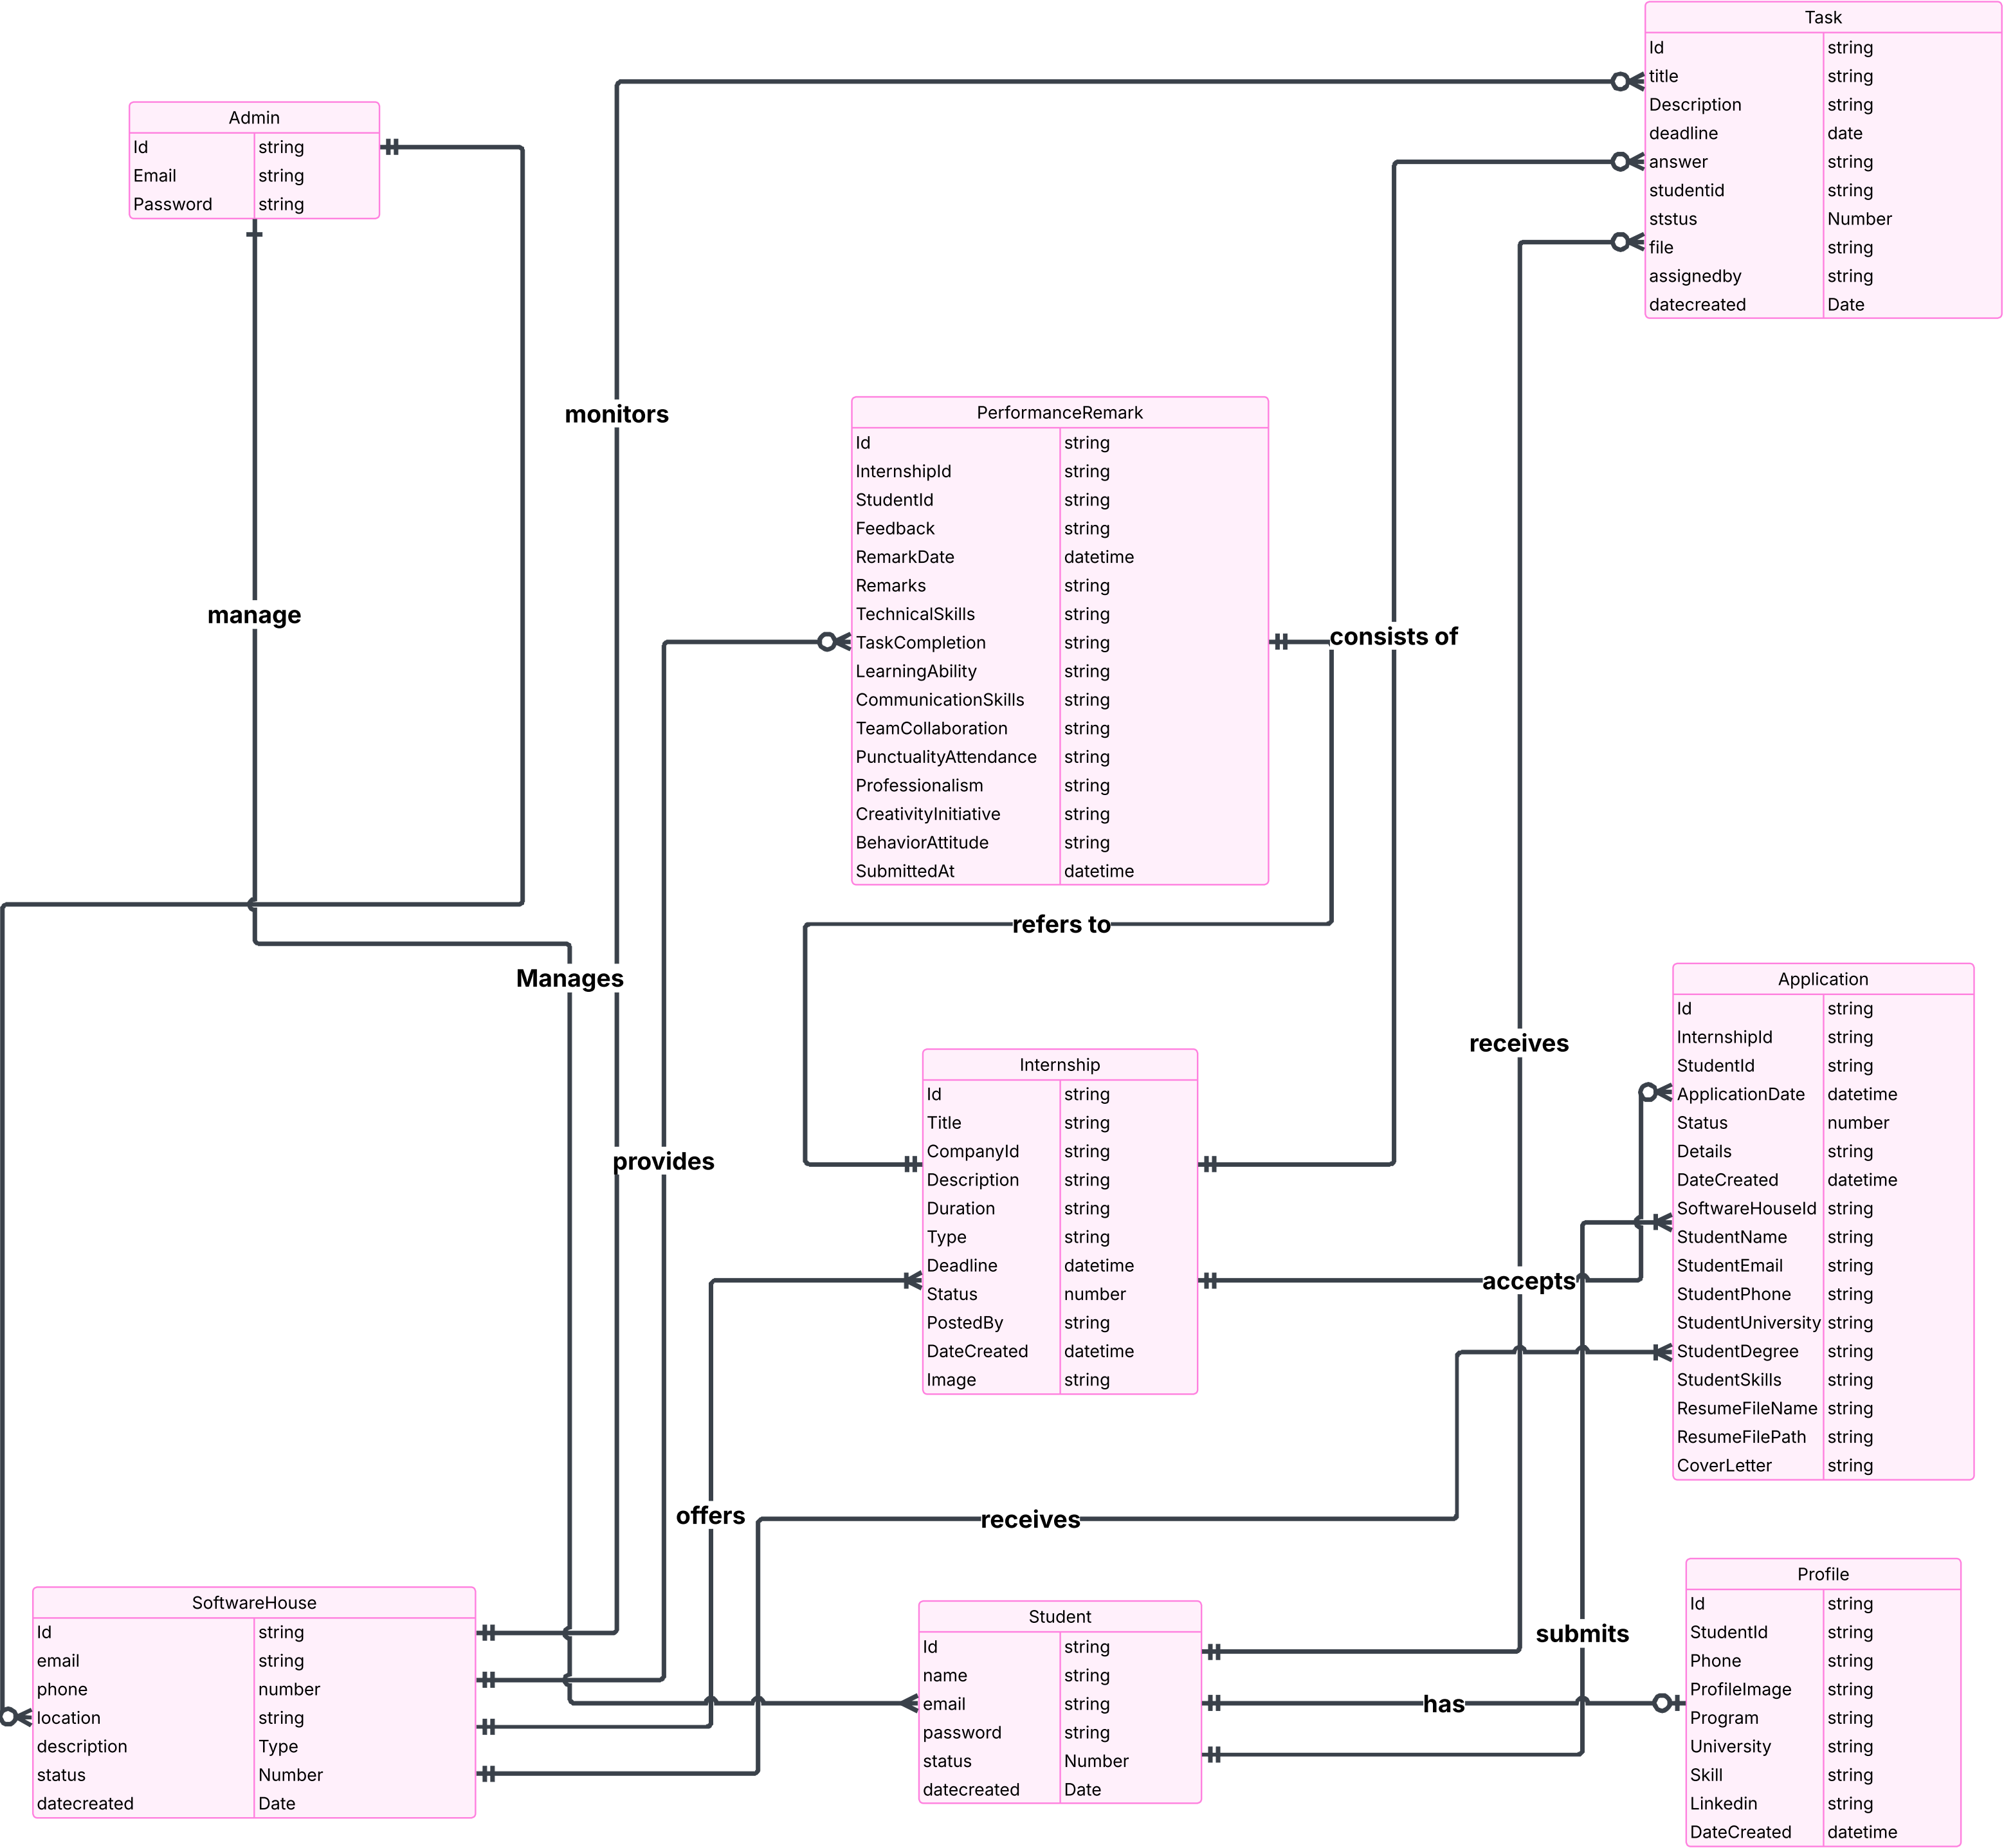 Task
Id string
title string
Description string
deadline date
answer string
studentid string
ststus Number
file string
assignedby string
datecreated Date
Admin
Id string
Email string
Password string
monitors
manage
PerformanceRemark
Id string
InternshipId string
StudentId string
Feedback string
RemarkDate datetime
Remarks string
TechnicalSkills string
TaskCompletion string
LearningAbility string
CommunicationSkills string
TeamCollaboration string
PunctualityAttendance string
Professionalism string
CreativityInitiative string
BehaviorAttitude string
SubmittedAt datetime
consists of
refers to
Manages
receives
provides
Internship
Id string
Title string
CompanyId string
Description string
Duration string
Type string
Deadline datetime
Status number
PostedBy string
DateCreated datetime
Image string
Application
Id string
InternshipId string
StudentId string
ApplicationDate datetime
Status number
Details string
DateCreated datetime
SoftwareHouseId string
StudentName string
StudentEmail string
StudentPhone string
StudentUniversity string
StudentDegree string
StudentSkills string
ResumeFileName string
ResumeFilePath string
CoverLetter string
accepts
offers
receives
submits
has
SoftwareHouse
Id string
email string
phone number
location string
description Type
status Number
datecreated Date
Student
Id string
name string
email string
password string
status Number
datecreated Date
Profile
Id string
StudentId string
Phone string
ProfileImage string
Program string
University string
Skill string
Linkedin string
DateCreated datetime